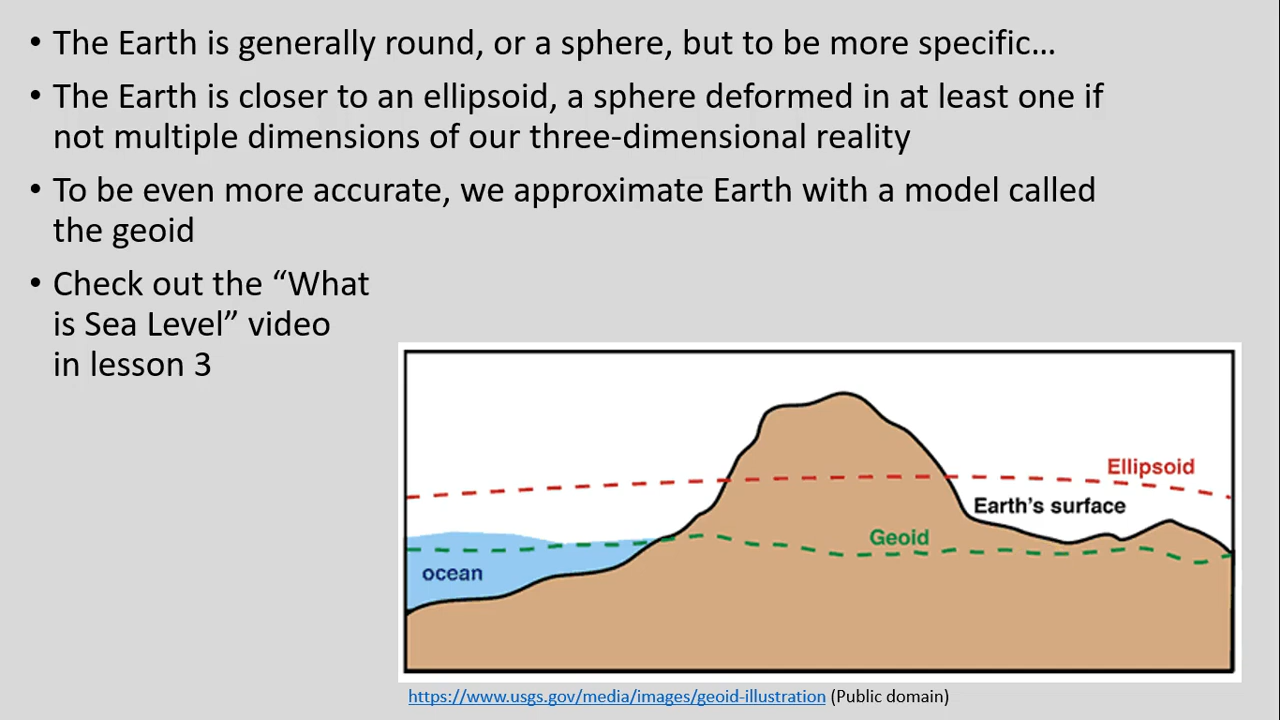 • The Earth is generally round, or a sphere, but to be more specific…
• The Earth is closer to an ellipsoid, a sphere deformed in at least one if
not multiple dimensions of our three-dimensional reality
• To be even more accurate, we approximate Earth with a model called
the geoid
• Check out the “What
is Sea Level” video
in lesson 3
Ellipsoid
Earth’s surface
Geoid
ocean
https://www.usgs.gov/media/images/geoid-illustration (Public domain)